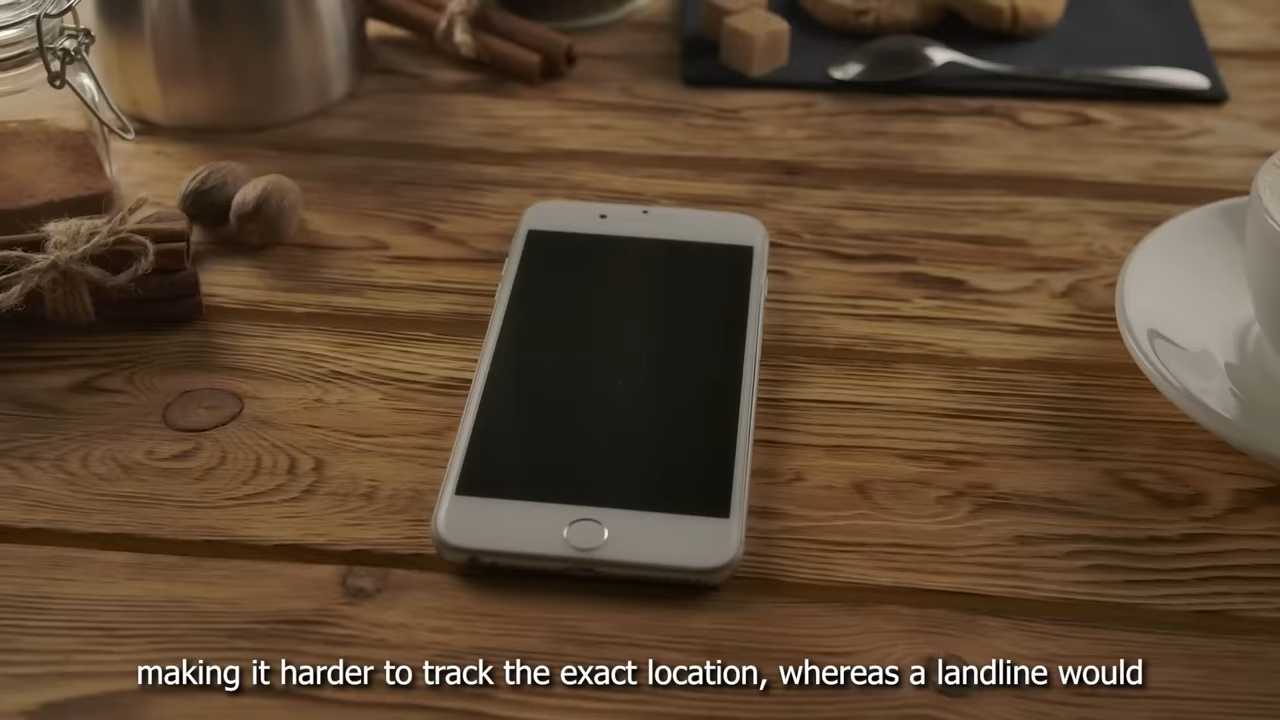 making it harder to track the exact location, whereas a landline would